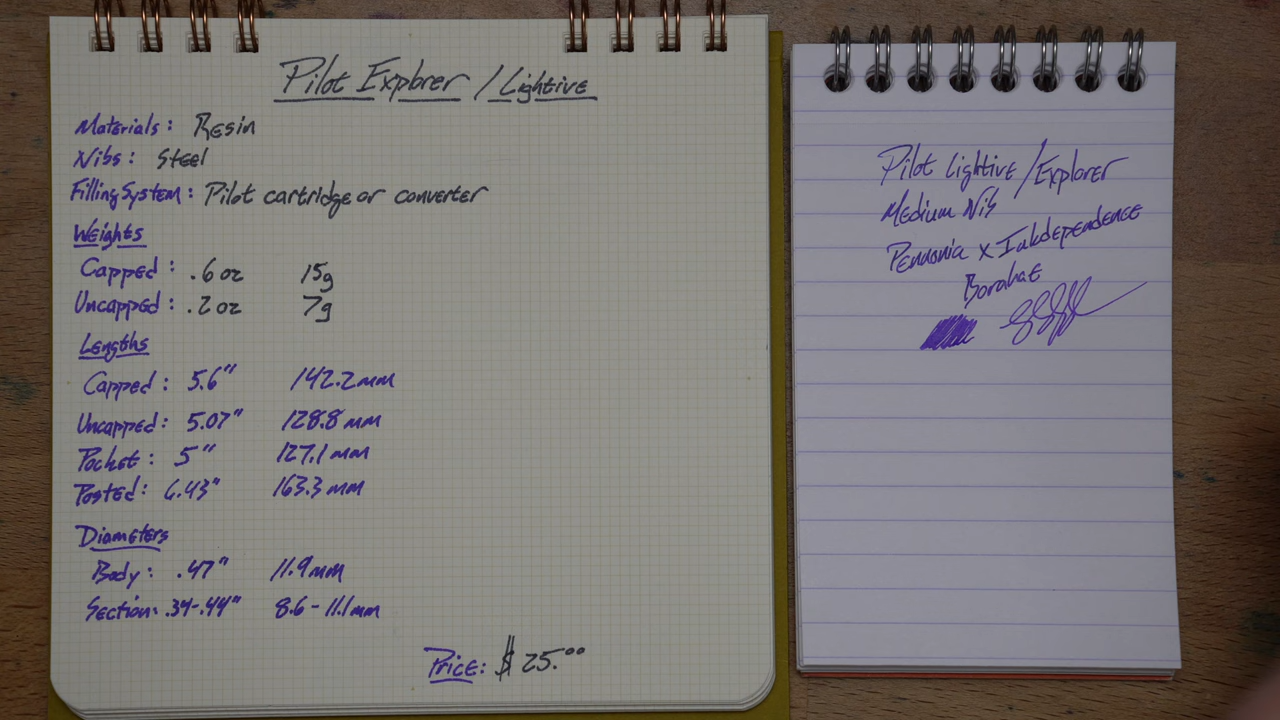 Pilot Explorer / Lightive
Materials: Resin
Nibs: Steel
Filling System: Pilot cartridge or converter
Weights
Capped: .6 oz 15g
Uncapped: .2 oz 7g
Lengths
Capped: 5.6" 142.2mm
Uncapped: 5.07" 128.8 mm
Pocket: 5" 127.1 mm
Posted: 6.43" 163.3 mm
Diameters
Body: .47" 11.9mm
Section: .34-.44" 8.6 - 11.1mm
Price: $25.00
Pilot Lightive / Explorer
Medium Nib
Pennonia x Inkdependence
Borahae